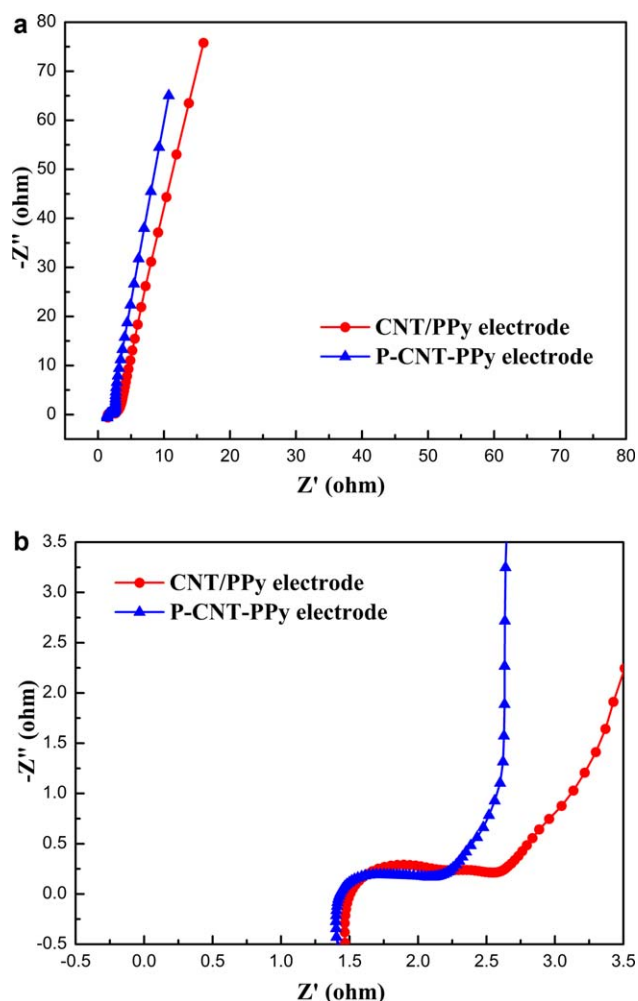 a
80
70
60
50
40
30
20
10
0
-Z" (ohm)
CNT/PPy electrode
P-CNT-PPy electrode
0 10 20 30 40 50 60 70 80
Z' (ohm)
b
3.5
3.0
2.5
2.0
1.5
1.0
0.5
0.0
-0.5
-Z" (ohm)
CNT/PPy electrode
P-CNT-PPy electrode
-0.5 0.0 0.5 1.0 1.5 2.0 2.5 3.0 3.5
Z' (ohm)